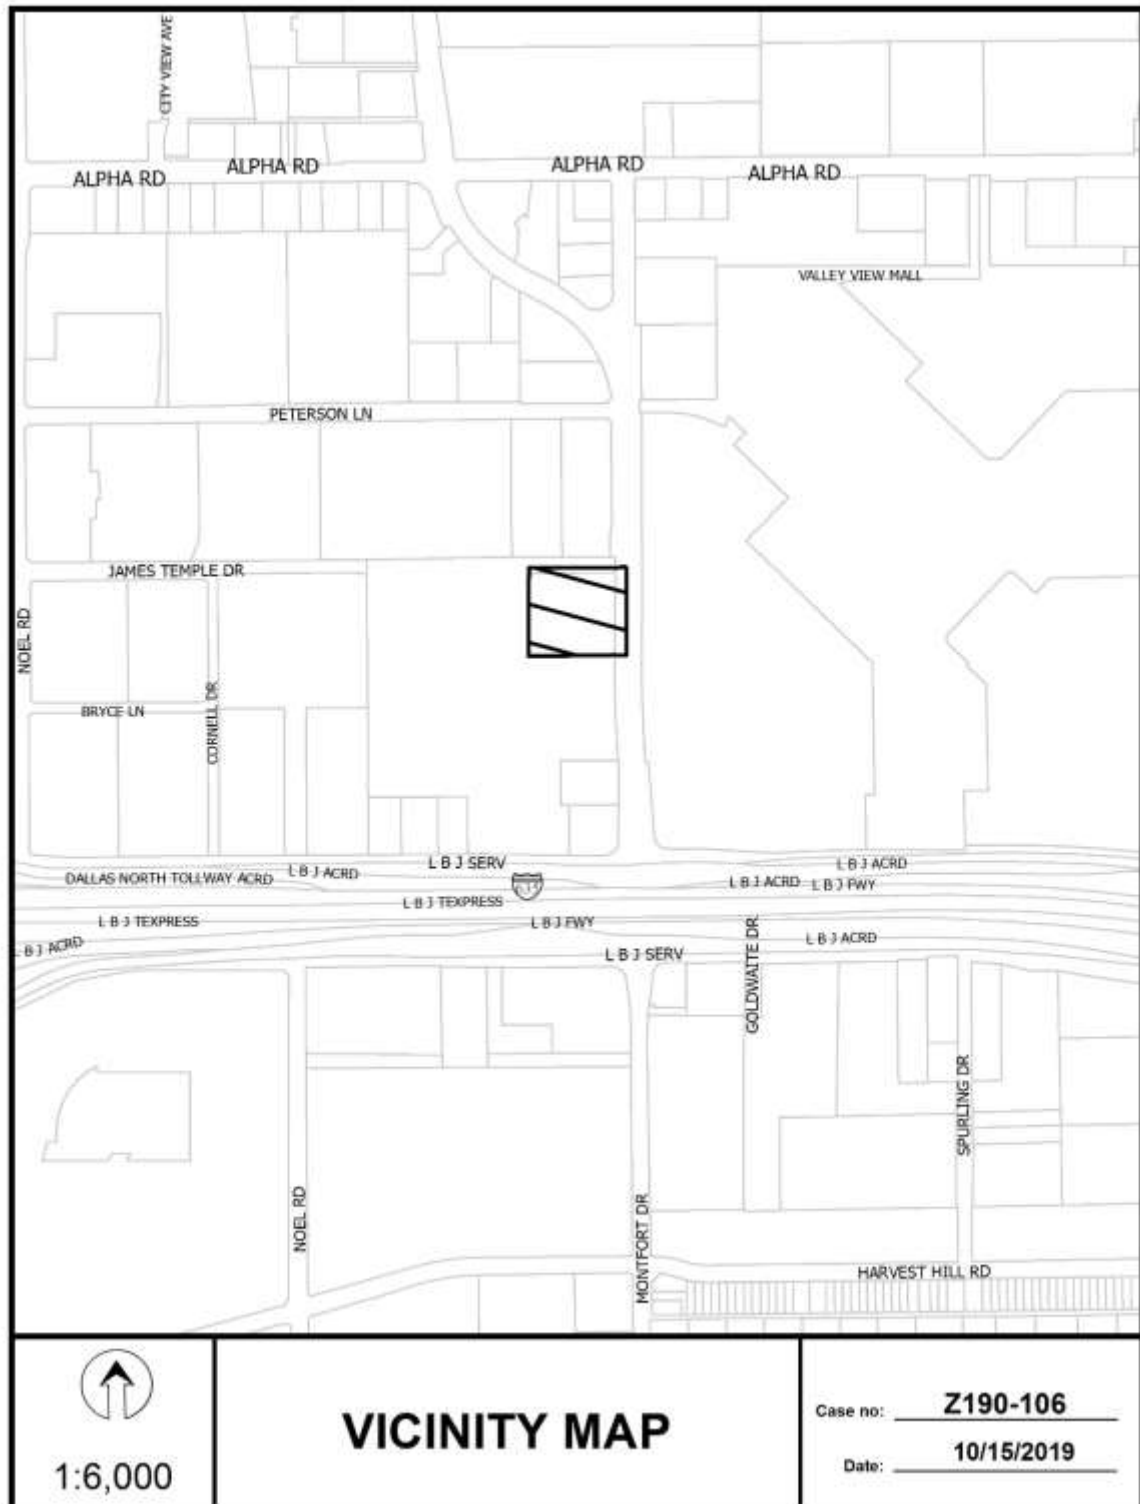 CITY VIEW AVE
ALPHA RD
ALPHA RD
ALPHA RD
ALPHA RD
VALLEY VIEW MALL
PETERSON LN
JAMES TEMPLE DR
NOEL RD
BRYCE LN
CORNELL DR
L B J SERV
L B J ACRD
L B J ACRD
DALLAS NORTH TOLLWAY ACRD
L B J ACRD
L B J FWY
L B J TEXPRESS
L B J TEXPRESS
L B J FWY
L B J ACRD
L B J ACRD
L B J SERV
GOLDWAITE DR
SPURLING DR
NOEL RD
MONTFORT DR
HARVEST HILL RD
1:6,000
VICINITY MAP
Case no: Z190-106
Date: 10/15/2019